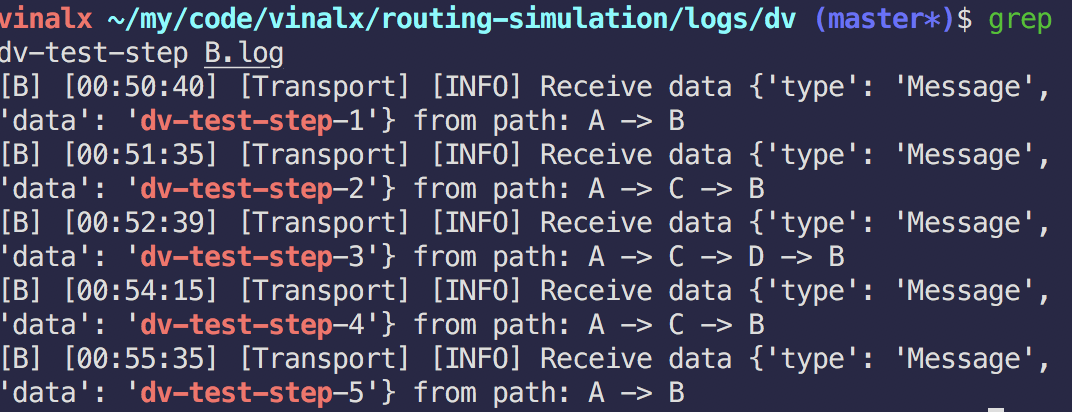 vinalx ~/my/code/vinalx/routing-simulation/logs/dv (master*)$ grep
dv-test-step B.log
[B] [00:50:40] [Transport] [INFO] Receive data {'type': 'Message',
'data': 'dv-test-step-1'} from path: A -> B
[B] [00:51:35] [Transport] [INFO] Receive data {'type': 'Message',
'data': 'dv-test-step-2'} from path: A -> C -> B
[B] [00:52:39] [Transport] [INFO] Receive data {'type': 'Message',
'data': 'dv-test-step-3'} from path: A -> C -> D -> B
[B] [00:54:15] [Transport] [INFO] Receive data {'type': 'Message',
'data': 'dv-test-step-4'} from path: A -> C -> B
[B] [00:55:35] [Transport] [INFO] Receive data {'type': 'Message',
'data': 'dv-test-step-5'} from path: A -> B